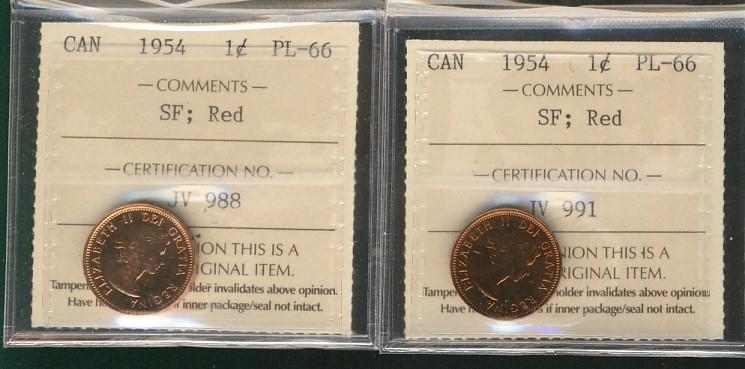 CAN 1954 1¢ PL-66
— COMMENTS —
SF; Red
— CERTIFICATION NO. —
JV 988
ION THIS IS A
IGINAL ITEM.
Tamper older invalidates above opinion.
Have if inner package/seal not intact.
ELIZABETH II DEI GRATIA REGINA
CAN 1954 1¢ PL-66
— COMMENTS —
SF; Red
— CERTIFICATION NO. —
JV 991
NION THIS IS A
RIGINAL ITEM.
Tamper holder invalidates above opinion
Have if inner package/seal not intact.
ELIZABETH II DEI GRATIA REGINA